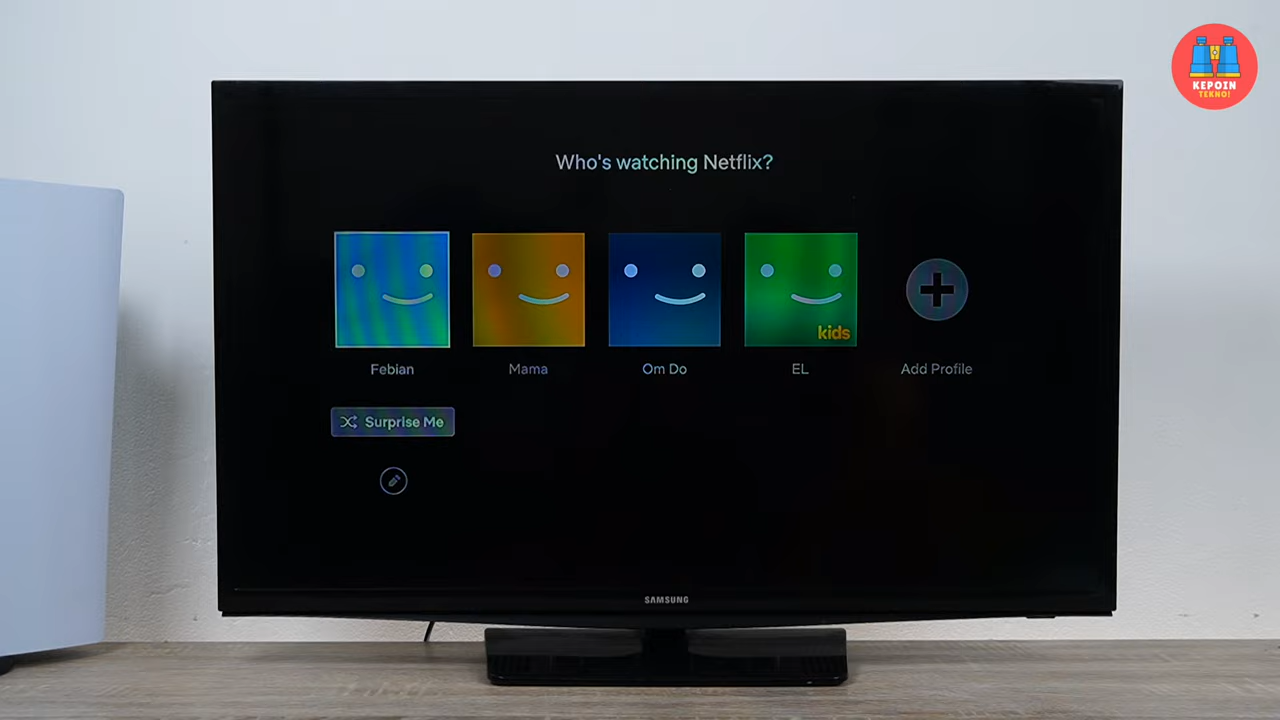 KEPOIN
TEKNO!
Who's watching Netflix?
kids
Febian
Mama
Om Do
EL
Add Profile
Surprise Me
SAMSUNG